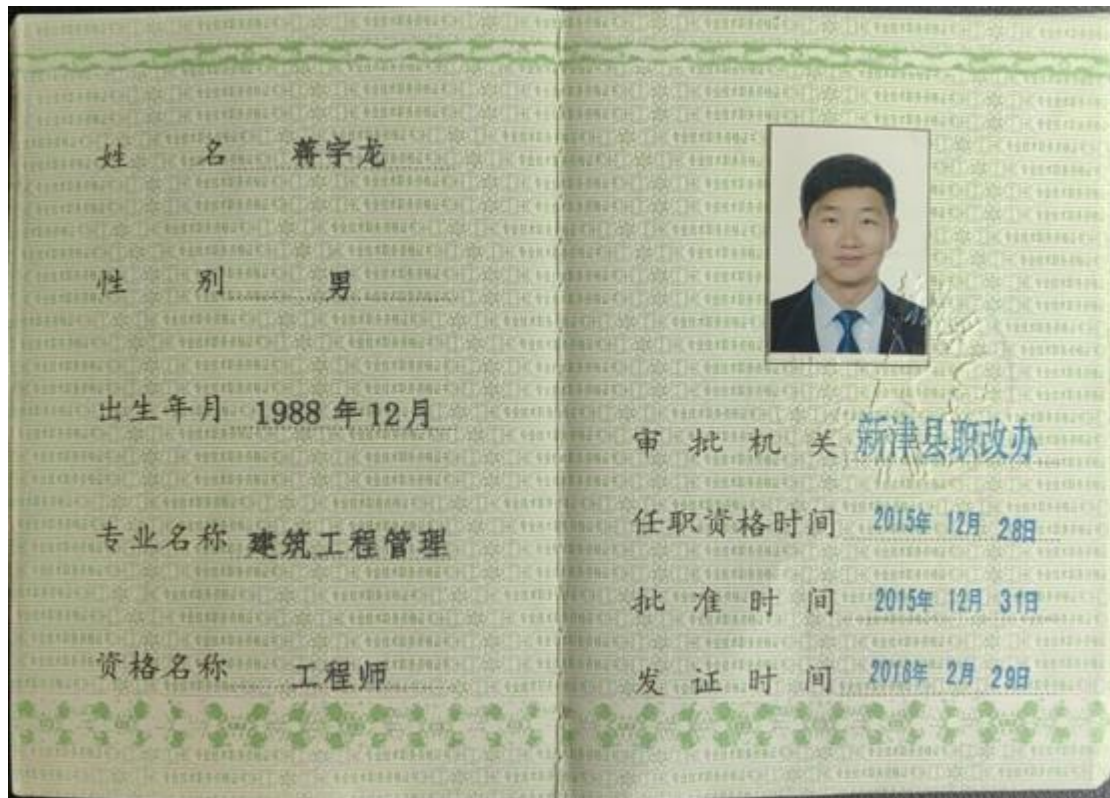 姓 名 蒋宇龙
性 别 男
出生年月 1988年12月
专业名称 建筑工程管理
资格名称 工程师
审批机关 新津县职改办
任职资格时间 2015年 12月 28日
批准时间 2015年 12月 31日
发证时间 2016年 2月 29日